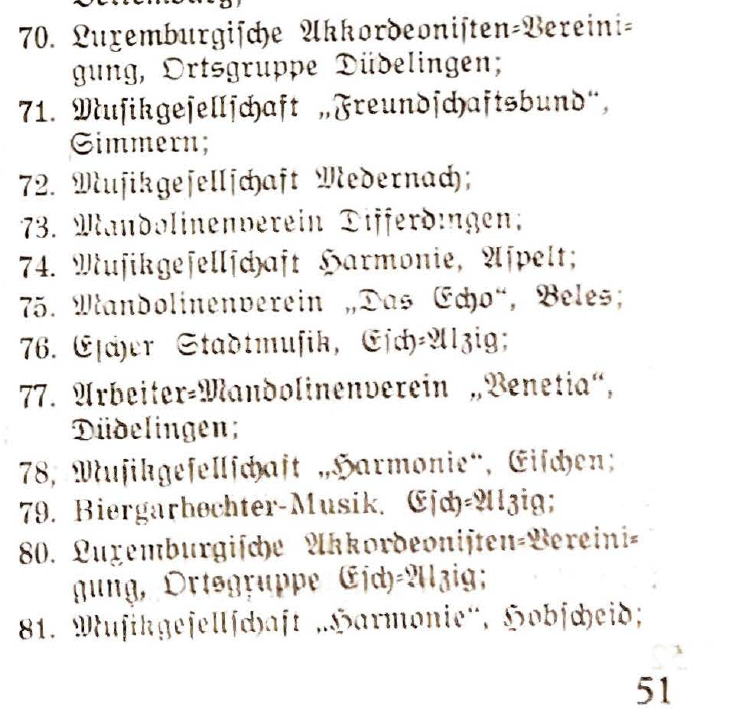 70. Luxemburgiſche Akkordeoniſten-Vereini-
gung, Ortsgruppe Düdelingen;
71. Muſikgeſellſchaft „Freundſchaftsbund“,
Simmern;
72. Muſikgeſellſchaft Medernach;
73. Mandolinenverein Differdingen;
74. Muſikgeſellſchaft Harmonie, Aſpelt;
75. Mandolinenverein „Das Echo“, Beles;
76. Eſcher Stadtmuſik, Eſch-Alzig;
77. Arbeiter-Mandolinenverein „Venetia“,
Düdelingen;
78. Muſikgeſellſchaft „Harmonie“, Eiſchen;
79. Biergarbechter-Muſik. Eſch-Alzig;
80. Luxemburgiſche Akkordeoniſten-Vereini-
gung, Ortsgruppe Eſch-Alzig;
81. Muſikgeſellſchaft „Harmonie“, Hobſcheid;
51